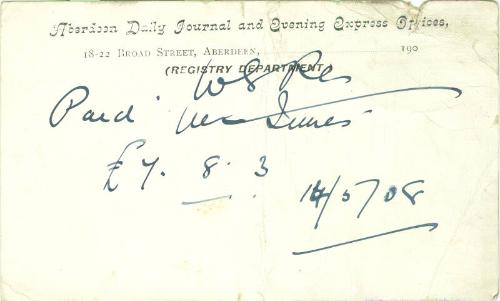 Aberdeen Daily Journal and Evening Express Offices,
18-22 BROAD STREET, ABERDEEN, 190
(REGISTRY DEPARTMENT.)
Paid
Innes
£7. 8. 3
14/5/08